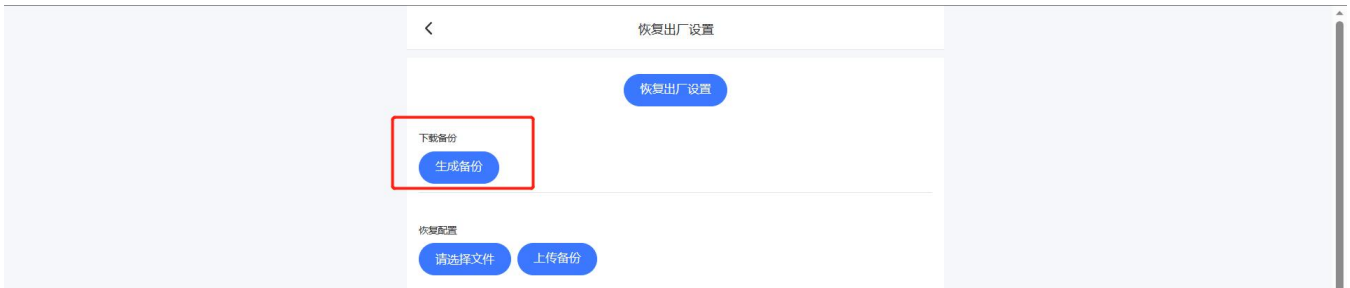 恢复出厂设置
恢复出厂设置
下载备份
生成备份
恢复配置
请选择文件 上传备份